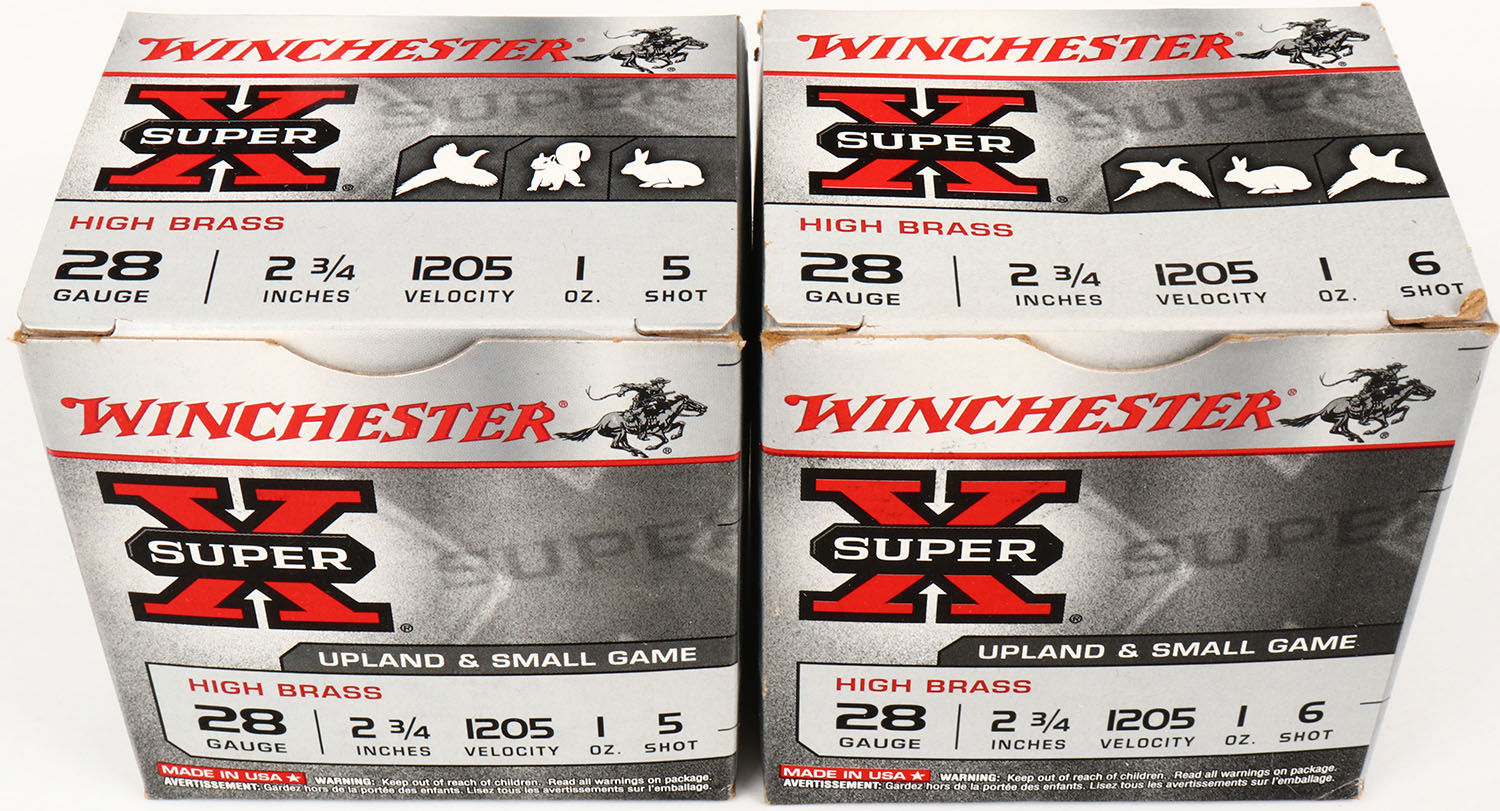 WINCHESTER®
SUPER
X
SUPER
®
HIGH BRASS
28 GAUGE | 2 3/4 INCHES 1205 VELOCITY 1 OZ. 5 SHOT
WINCHESTER®
SUPER
X
SUPER
®
UPLAND & SMALL GAME
HIGH BRASS
28 GAUGE | 2 3/4 INCHES 1205 VELOCITY 1 OZ. 5 SHOT
MADE IN USA ★ WARNING: Keep out of reach of children. Read all warnings on package.
AVERTISSEMENT: Gardez hors de la portée des enfants. Lisez tous les avertissements sur l'emballage.
WINCHESTER®
SUPER
X
SUPER
®
HIGH BRASS
28 GAUGE | 2 3/4 INCHES 1205 VELOCITY 1 OZ. 6 SHOT
WINCHESTER®
SUPER
X
SUPER
®
UPLAND & SMALL GAME
HIGH BRASS
28 GAUGE | 2 3/4 INCHES 1205 VELOCITY 1 OZ. 6 SHOT
MADE IN USA ★ WARNING: Keep out of reach of children. Read all warnings on package.
AVERTISSEMENT: Gardez hors de la portée des enfants. Lisez tous les avertissements sur l'emballage.